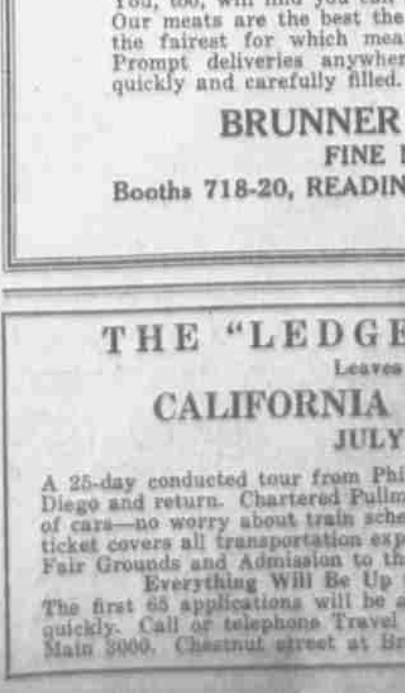 You, too, will find you can
Our meats are the best the
the fairest for which mea
Prompt deliveries anywher
quickly and carefully filled.
BRUNNER
FINE
Booths 718-20, READIN
THE "LEDGE
Leaves
CALIFORNIA
JULY
A 25-day conducted tour from Phi
Diego and return. Chartered Pullm
of cars—no worry about train sche
ticket covers all transportation exp
Fair Grounds and Admission to th
Everything Will Be Up
The first 65 applications will be a
quickly. Call or telephone Travel
Main 3000. Chestnut street at Br